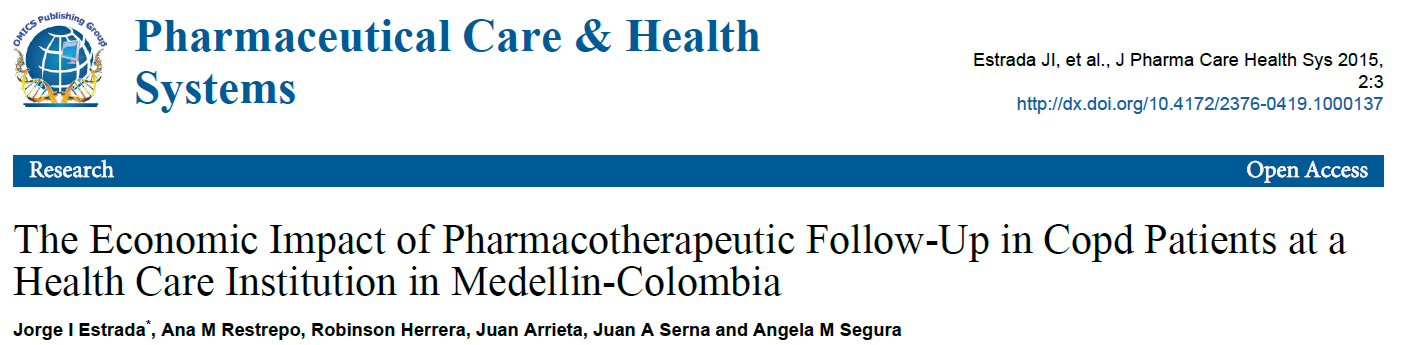 OMICS Publishing Group
Pharmaceutical Care & Health
Systems
Estrada JI, et al., J Pharma Care Health Sys 2015,
2:3
http://dx.doi.org/10.4172/2376-0419.1000137
Research
Open Access
The Economic Impact of Pharmacotherapeutic Follow-Up in Copd Patients at a
Health Care Institution in Medellin-Colombia
Jorge I Estrada*, Ana M Restrepo, Robinson Herrera, Juan Arrieta, Juan A Serna and Angela M Segura